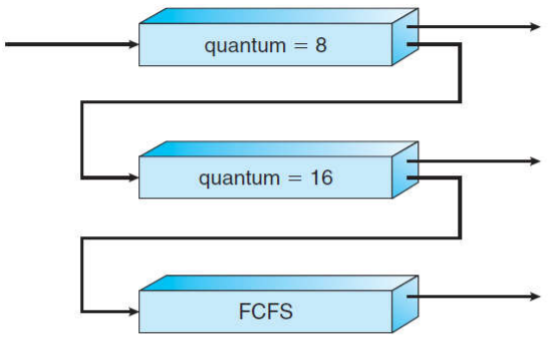 quantum = 8
quantum = 16
FCFS